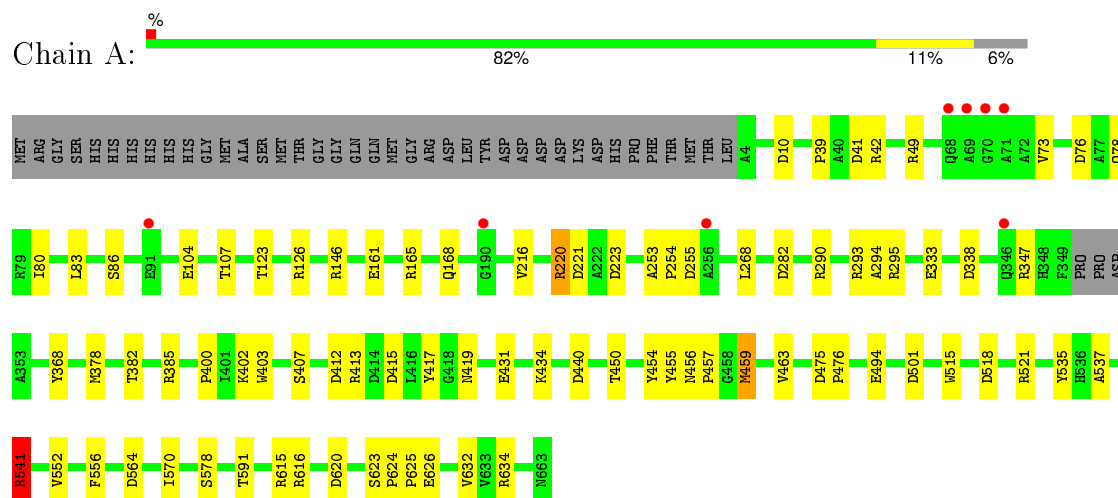 %
Chain A:
82% 11% 6%
MET ARG GLY SER HIS HIS HIS HIS HIS HIS GLY MET ALA SER MET THR GLY GLY GLN GLN MET GLY ARG ASP LEU TYR ASP ASP ASP ASP LYS ASP HIS PRO PHE THR MET THR LEU A4 D10 P39 A40 D41 R42 R49 Q68 A69 G70 A71 A72 V73 D76 A77 Q78
R79 I80 L83 S86 E91 E104 T107 T123 R126 R146 E161 R165 Q168 G190 V216 R220 D221 A222 D223 A253 P254 D255 A256 L268 D282 R290 R293 A294 R295 E333 D338 Q346 R347 H348 F349 PRO PRO ASP
A353 Y368 M378 T382 R385 P400 I401 K402 W403 S407 D412 R413 D414 D415 L416 Y417 G418 N419 E431 K434 D440 T450 Y454 Y455 N456 P457 G458 M459 V463 D475 P476 E494 D501 W515 D518 R521 Y535 H536 A537
R541 V552 F556 D564 I570 S578 T591 R615 R616 D620 S623 P624 P625 E626 V632 V633 R634 N663